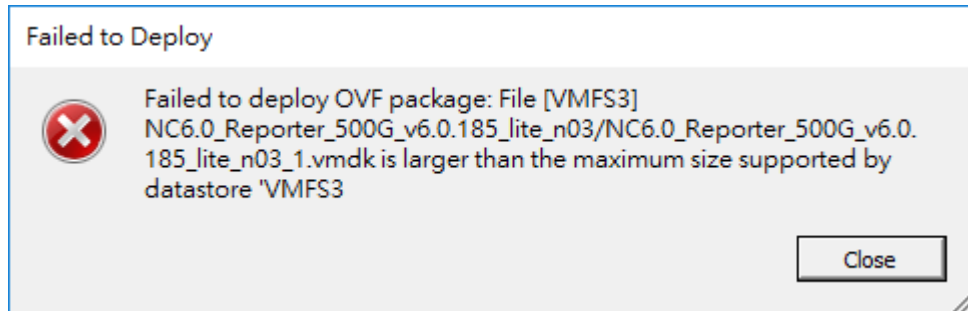 Failed to Deploy
Failed to deploy OVF package: File [VMFS3]
NC6.0_Reporter_500G_v6.0.185_lite_n03/NC6.0_Reporter_500G_v6.0.
185_lite_n03_1.vmdk is larger than the maximum size supported by
datastore 'VMFS3
Close